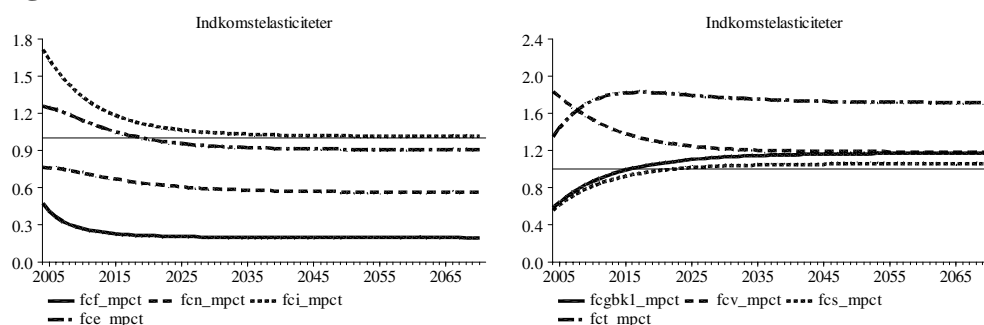 Indkomstelasticiteter
1.8
1.5
1.2
0.9
0.6
0.3
0.0
2005 2015 2025 2035 2045 2055 2065
fcf_mpct fcn_mpct fci_mpct
fce_mpct
Indkomstelasticiteter
2.4
2.0
1.6
1.2
0.8
0.4
0.0
2005 2015 2025 2035 2045 2055 2065
fcgbk1_mpct fcv_mpct fcs_mpct
fct_mpct